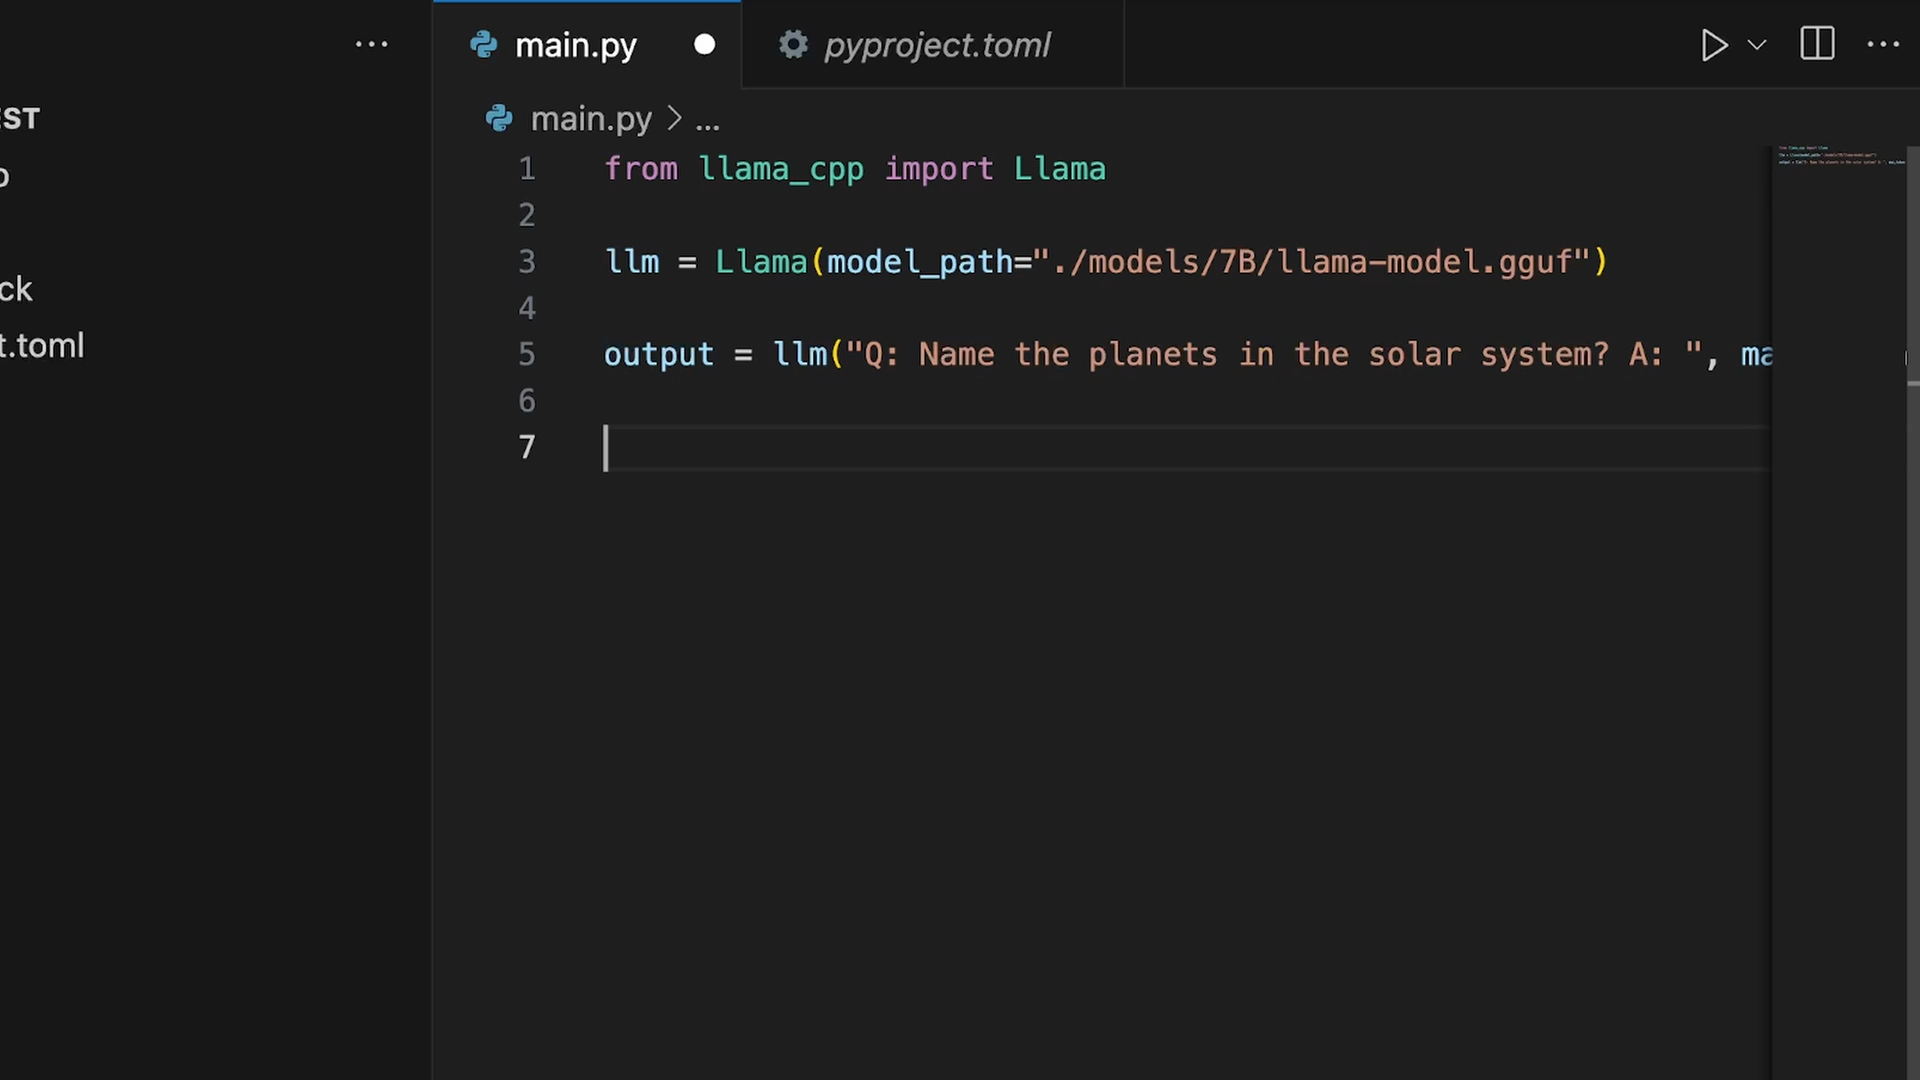 ...
main.py
pyproject.toml
...
EST
main.py > ...
o
ck
t.toml
1 from llama_cpp import Llama
2
3 llm = Llama(model_path="./models/7B/llama-model.gguf")
4
5 output = llm("Q: Name the planets in the solar system? A: ", ma
6
7